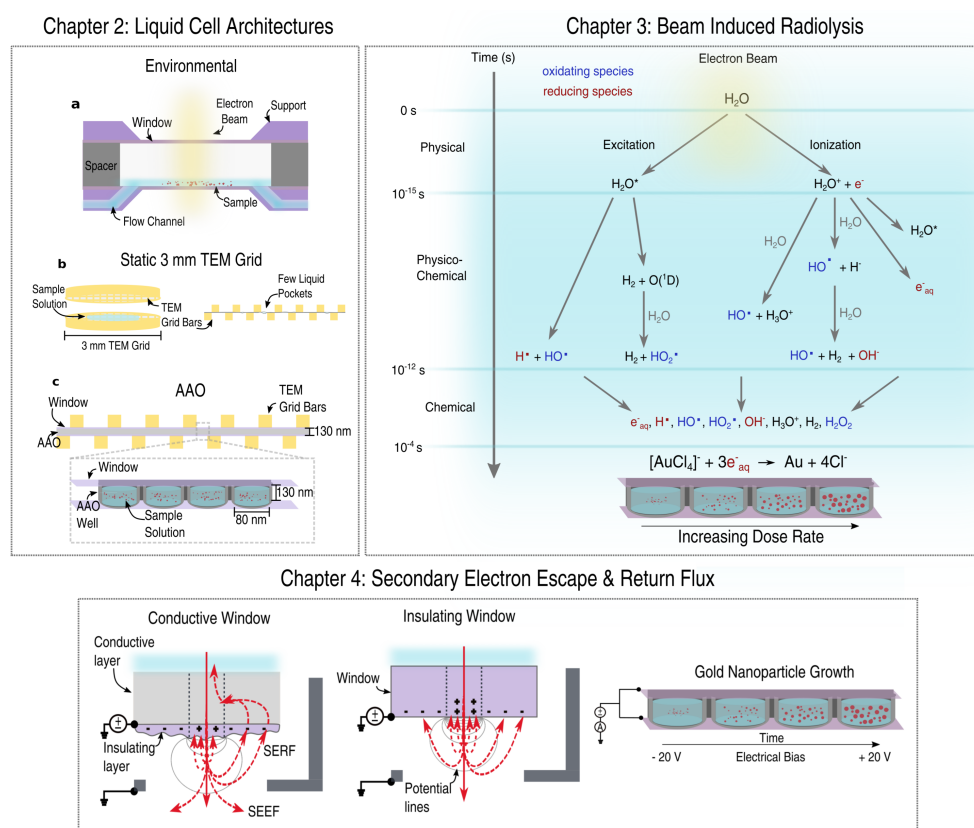 Chapter 2: Liquid Cell Architectures
Environmental
a
Electron
Beam
Support
Window
Spacer
Sample
Flow Channel
b
Static 3 mm TEM Grid
Sample
Solution
TEM
Grid Bars
3 mm TEM Grid
Few Liquid
Pockets
c
AAO
Window
TEM
Grid Bars
AAO
130 nm
Window
AAO
Well
Sample
Solution
130 nm
80 nm
Chapter 3: Beam Induced Radiolysis
Time (s)
oxidating species
reducing species
Electron Beam
H₂O
0 s
Physical
Excitation
Ionization
H₂O*
H₂O⁺ + e⁻
10⁻¹⁵ s
H₂O
H₂O
H₂O*
Physico-
Chemical
HO▪ + H⁻
H₂ + O(¹D)
e⁻aq
H₂O
HO▪ + H₃O⁺
H₂O
H▪ + HO▪
H₂ + HO₂▪
HO▪ + H₂ + OH⁻
10⁻¹² s
Chemical
e⁻aq, H▪, HO▪, HO₂▪, OH⁻, H₃O⁺, H₂, H₂O₂
10⁻⁴ s
[AuCl₄]⁻ + 3e⁻aq → Au + 4Cl⁻
Increasing Dose Rate
Chapter 4: Secondary Electron Escape & Return Flux
Conductive Window
Conductive
layer
±
Insulating
layer
- - + + - -
SERF
SEEF
Insulating Window
Window
±
+ +
- - - + + - - -
Potential
lines
Gold Nanoparticle Growth
±
A
Time
- 20 V
Electrical Bias
+ 20 V